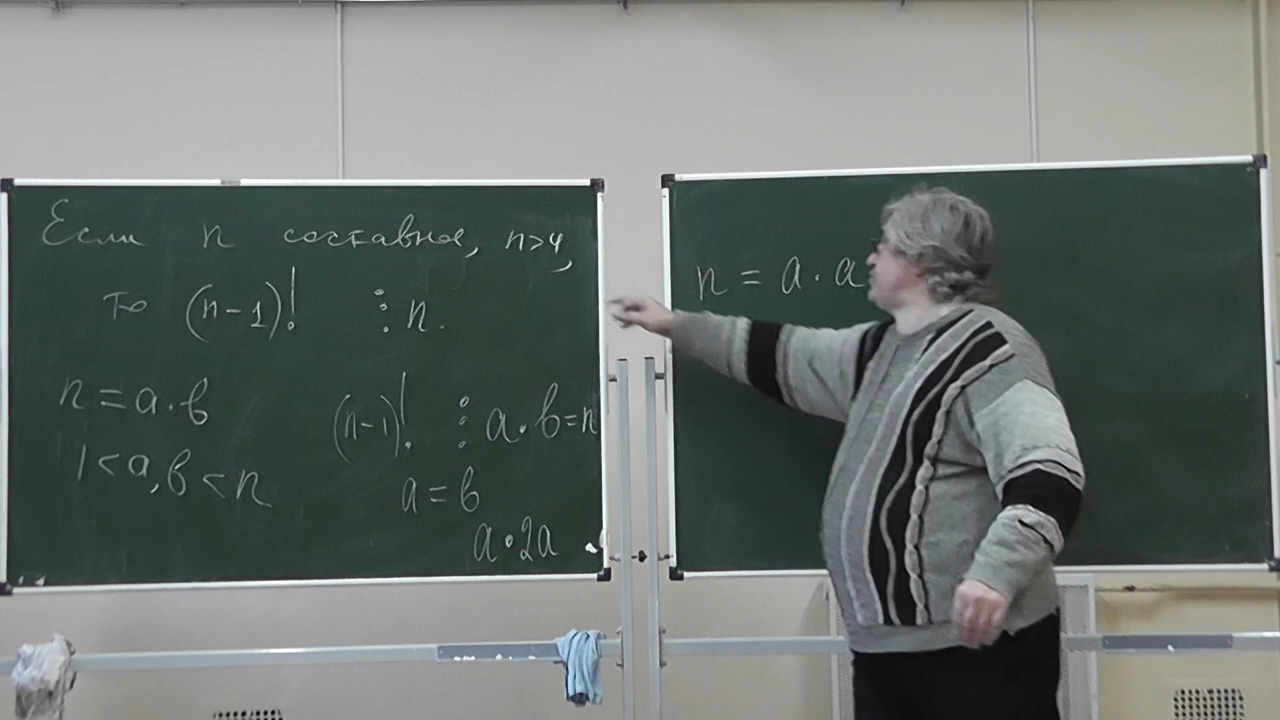 Если n составное, n>4,
то (n-1)! ⋮ n.
n = a·b
1<a,b<n
(n-1)! ⋮ a·b=n
a=b
a·2a
n = a·a